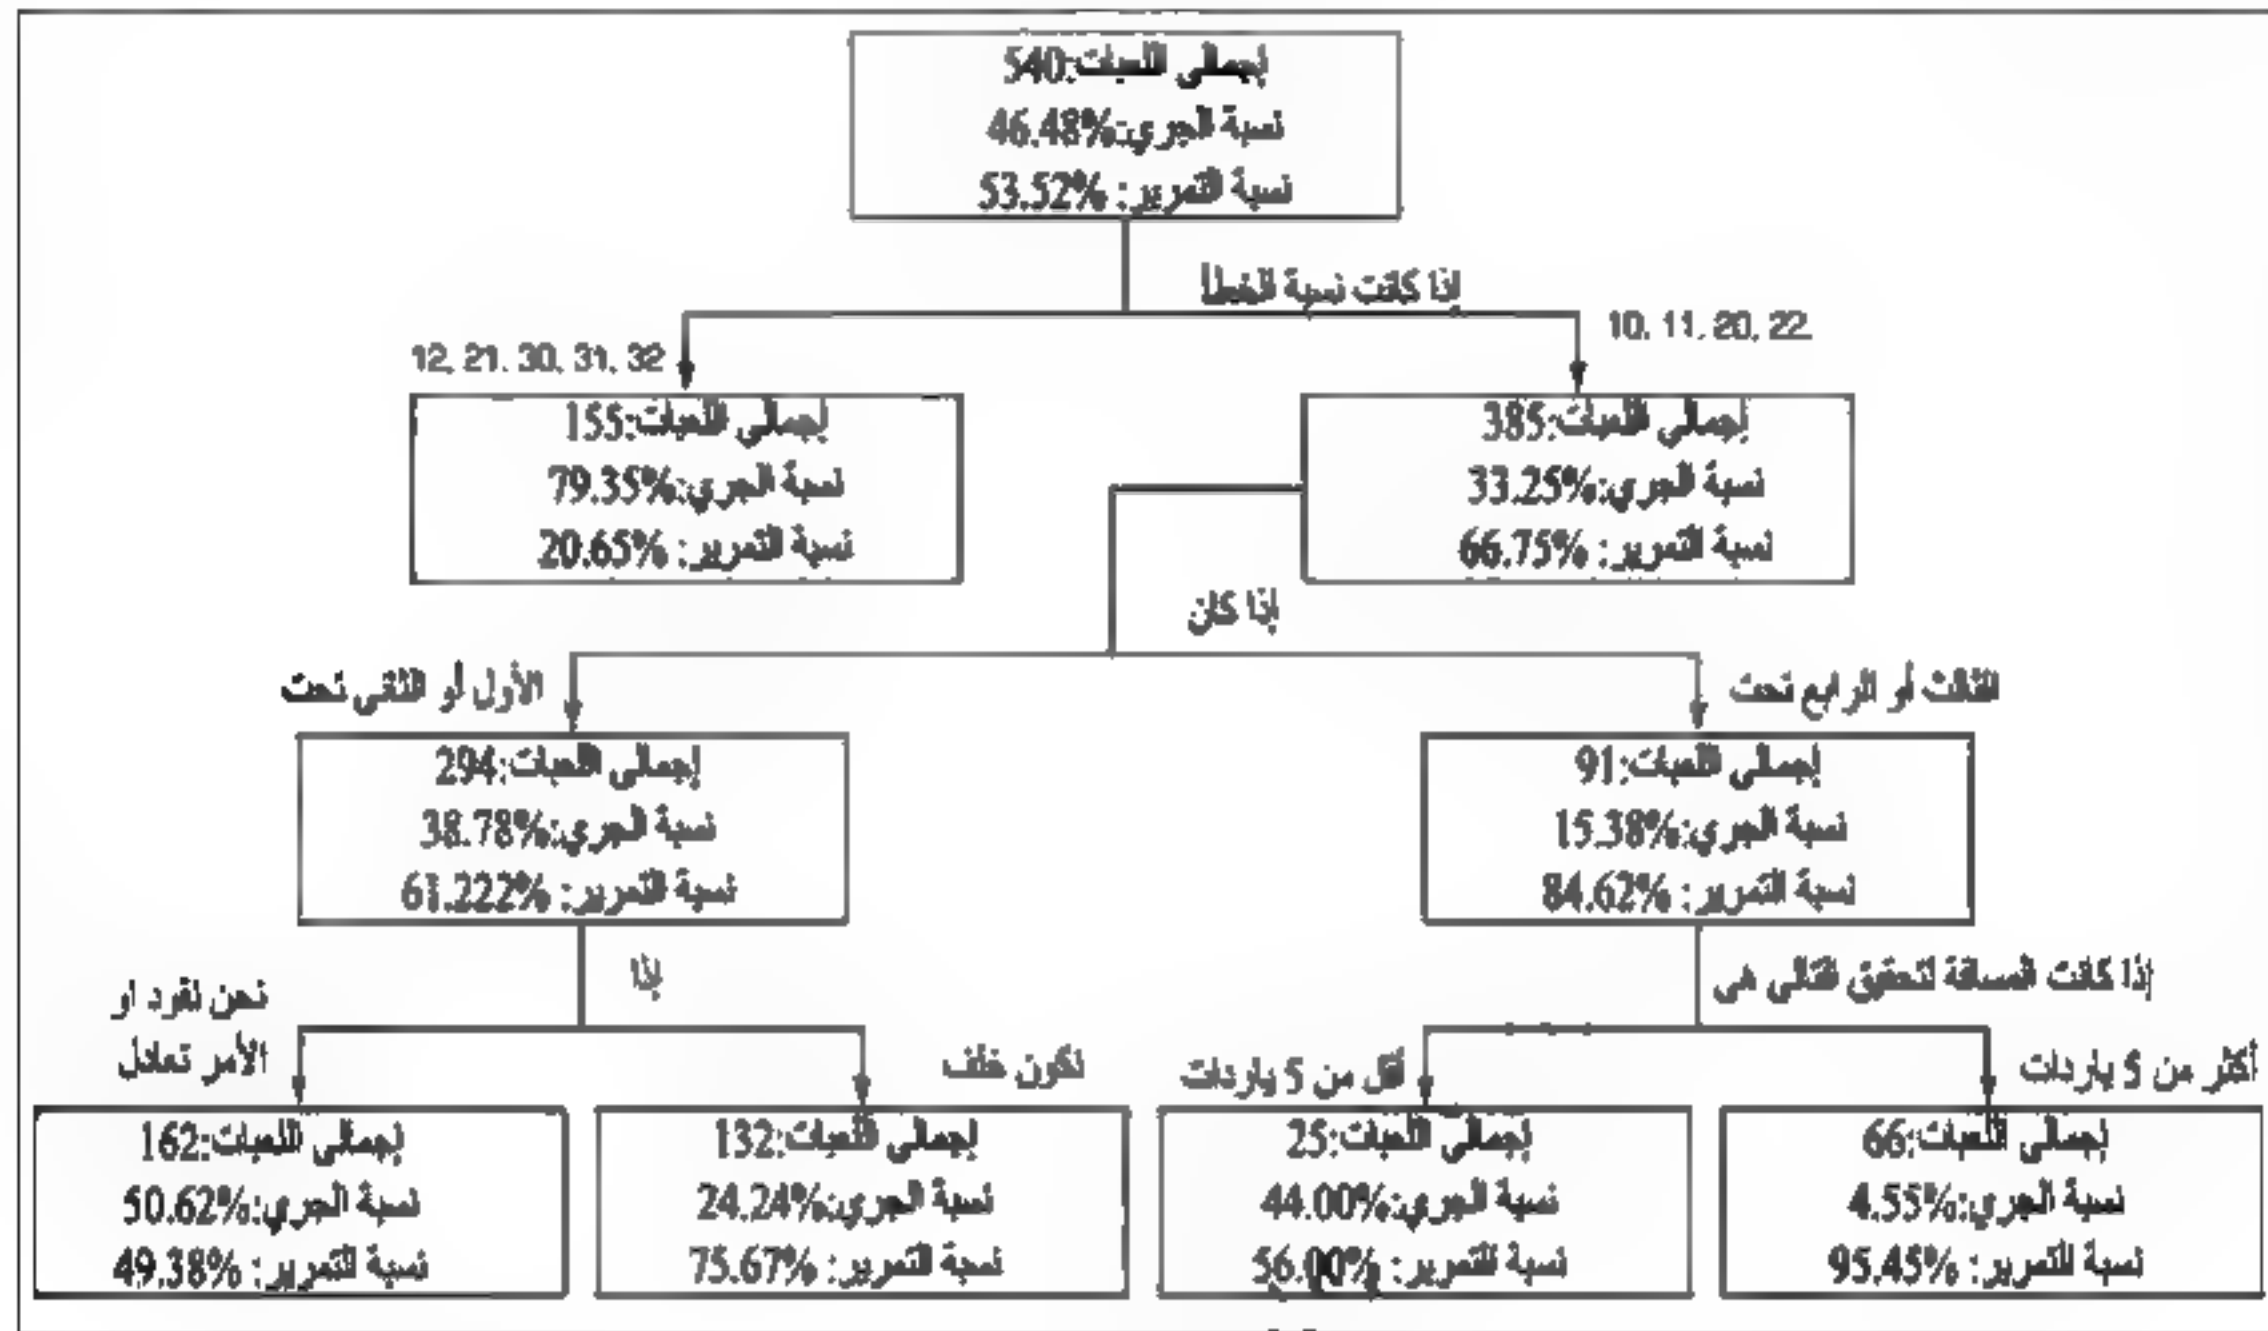 إجمالي اللعبات:540
نسبة الجري:46.48%
نسبة التمرير: 53.52%
إذا كانت نسبة الخطأ
10, 11, 20, 22
12, 21, 30, 31, 32
إجمالي اللعبات:385
نسبة الجري:33.25%
نسبة التمرير: 66.75%
إجمالي اللعبات:155
نسبة الجري:79.35%
نسبة التمرير: 20.65%
إذا كان
الثالث أو الرابع تحت
الأول أو الثاني تحت
إجمالي اللعبات:91
نسبة الجري:15.38%
نسبة التمرير: 84.62%
إجمالي اللعبات:294
نسبة الجري:38.78%
نسبة التمرير: 61.222%
إذا كانت المسافة لتحقيق التالي هي
إذا
أكثر من 5 ياردات
أقل من 5 ياردات
نكون خلف
نحن نقود او
الأمر تعادل
إجمالي اللعبات:66
نسبة الجري:4.55%
نسبة التمرير: 95.45%
إجمالي اللعبات:25
نسبة الجري:44.00%
نسبة التمرير: 56.00%
إجمالي اللعبات:132
نسبة الجري:24.24%
نسبة التمرير: 75.67%
إجمالي اللعبات:162
نسبة الجري:50.62%
نسبة التمرير: 49.38%